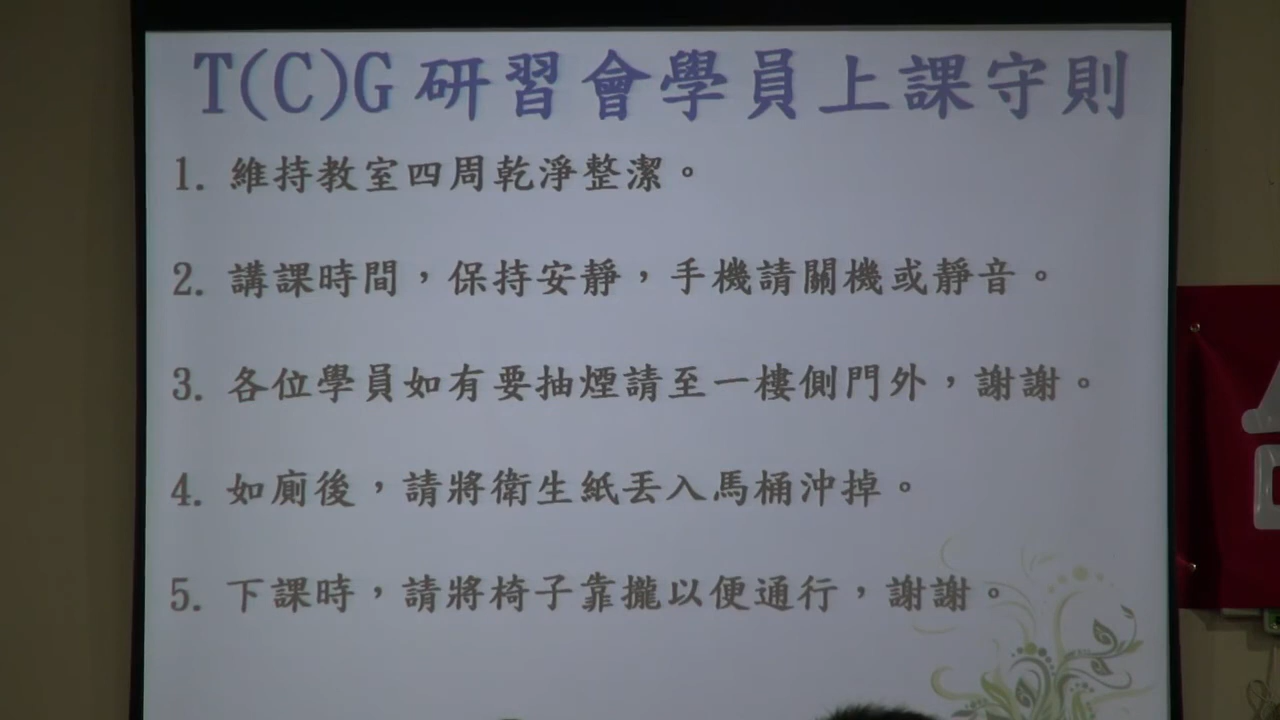 T(C)G 研習會學員上課守則
1. 維持教室四周乾淨整潔。
2. 講課時間，保持安靜，手機請關機或靜音。
3. 各位學員如有要抽煙請至一樓側門外，謝謝。
4. 如廁後，請將衛生紙丟入馬桶沖掉。
5. 下課時，請將椅子靠攏以便通行，謝謝。